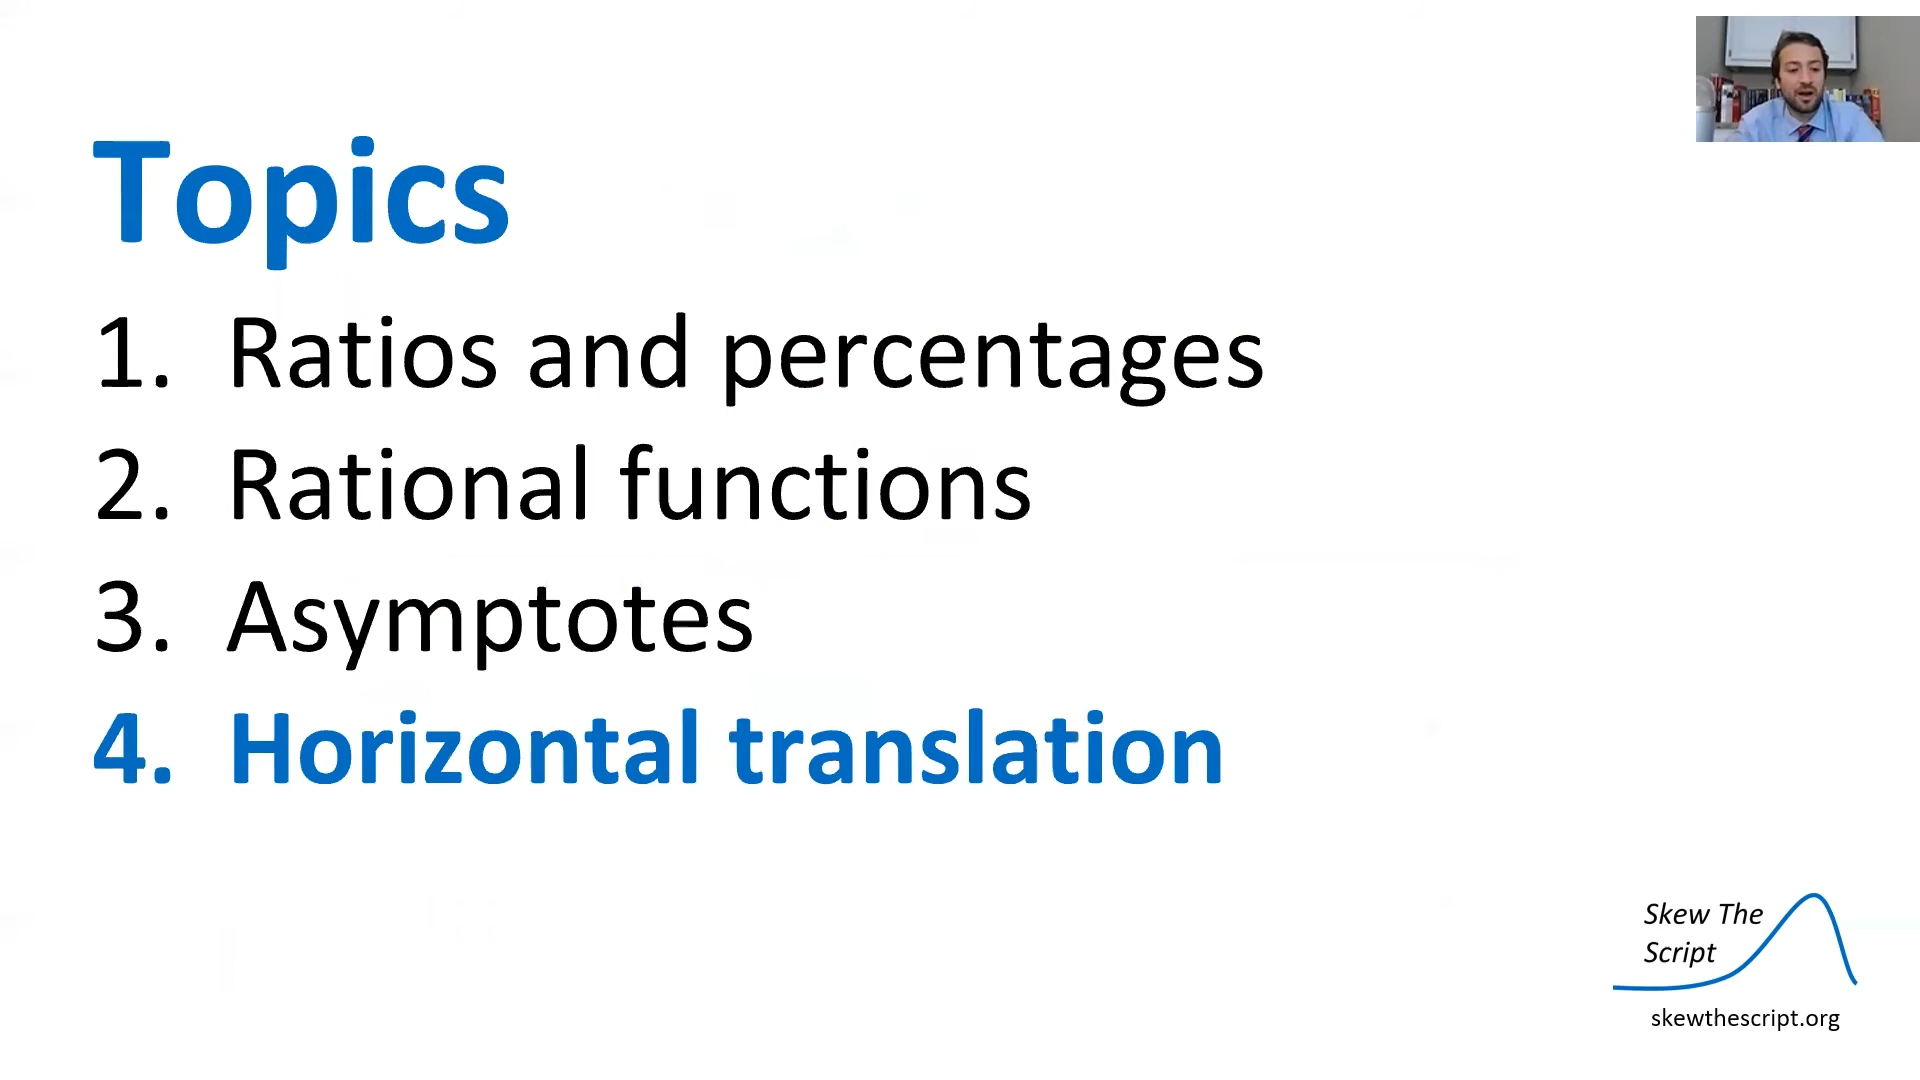 Topics
1. Ratios and percentages
2. Rational functions
3. Asymptotes
4. Horizontal translation
Skew The
Script
skewthescript.org